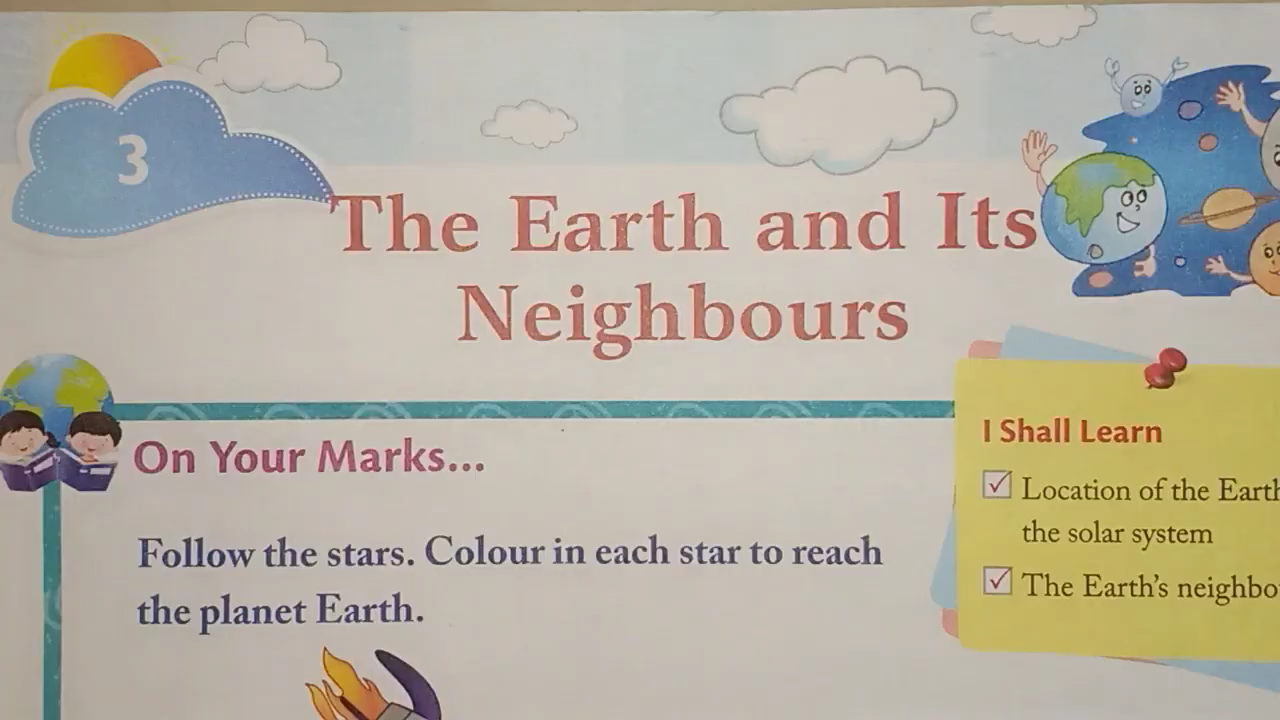 3
The Earth and Its
Neighbours
On Your Marks...
Follow the stars. Colour in each star to reach
the planet Earth.
I Shall Learn
Location of the Earth
the solar system
The Earth's